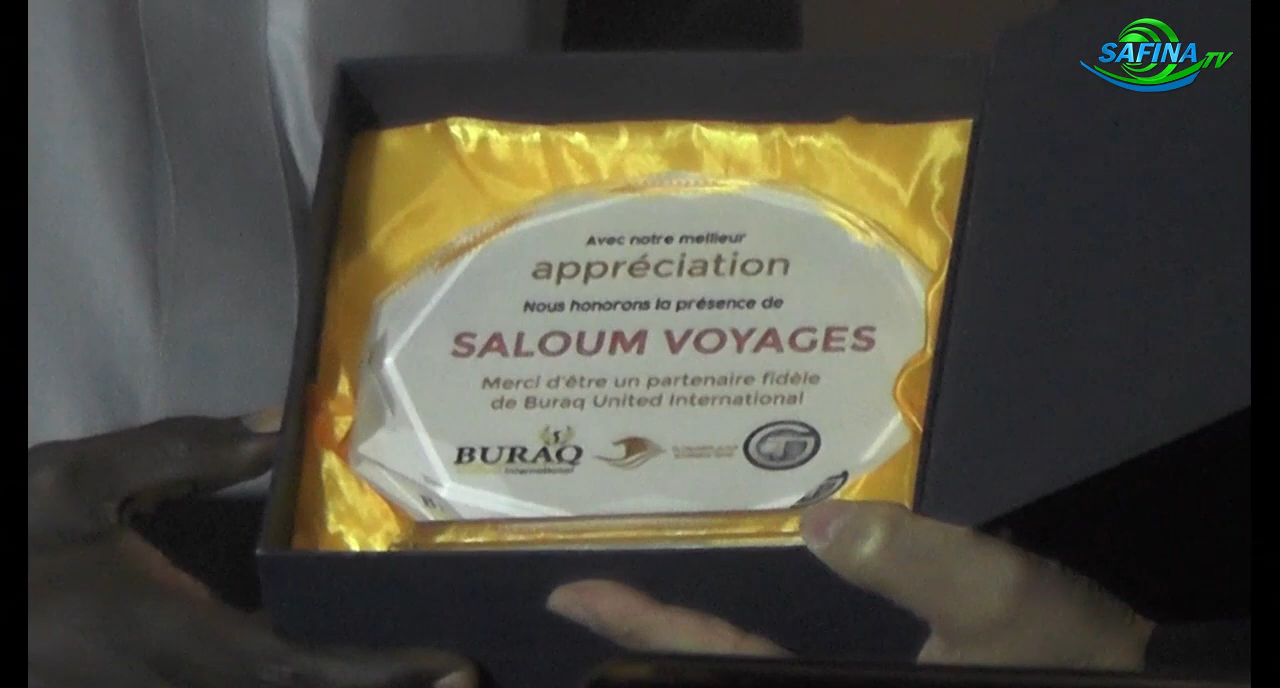 SAFINA TV
Avec notre meilleur
appréciation
Nous honorons la présence de
SALOUM VOYAGES
Merci d'être un partenaire fidèle
de Buraq United International
BURAQ
International